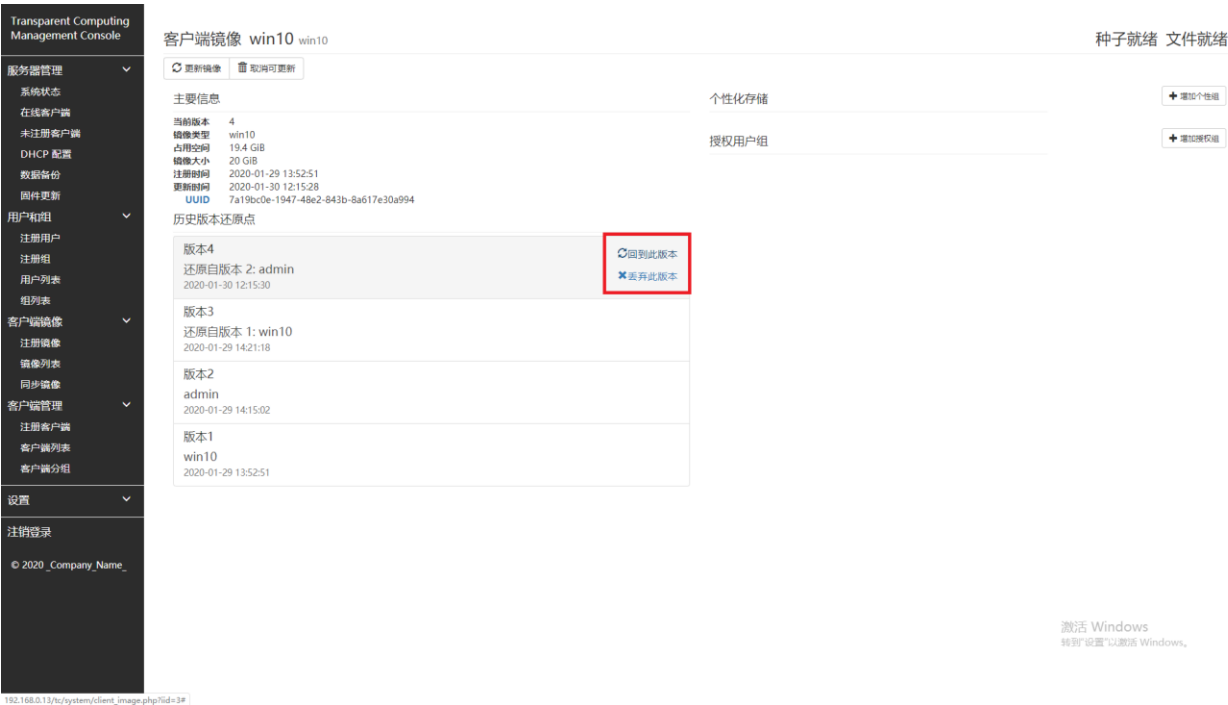 Transparent Computing
Management Console
服务器管理
系统状态
在线客户端
未注册客户端
DHCP 配置
数据备份
固件更新
用户和组
注册用户
注册组
用户列表
组列表
客户端镜像
注册镜像
镜像列表
同步镜像
客户端管理
注册客户端
客户端列表
客户端分组
设置
注销登录
© 2020 _Company_Name_
客户端镜像 win10 win10
种子就绪 文件就绪
更新镜像 取消可更新
主要信息
当前版本 4
镜像类型 win10
占用空间 19.4 GiB
镜像大小 20 GiB
注册时间 2020-01-29 13:52:51
更新时间 2020-01-30 12:15:28
UUID 7a19bc0e-1947-48e2-843b-8a617e30a994
历史版本还原点
版本4
还原自版本 2: admin
2020-01-30 12:15:30
回到此版本
丢弃此版本
版本3
还原自版本 1: win10
2020-01-29 14:21:18
版本2
admin
2020-01-29 14:15:02
版本1
win10
2020-01-29 13:52:51
个性化存储
增加个性组
授权用户组
增加授权组
激活 Windows
转到"设置"以激活 Windows。
192.168.0.13/tc/system/client_image.php?iid=3#